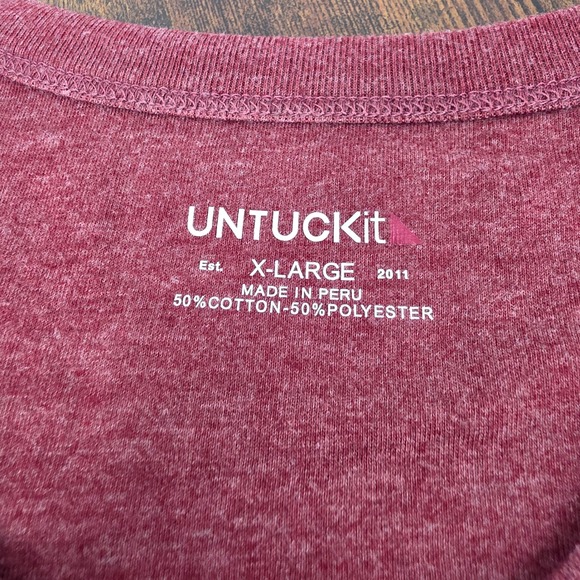 UNTUCKit
Est. X-LARGE 2011
MADE IN PERU
50%COTTON-50%POLYESTER